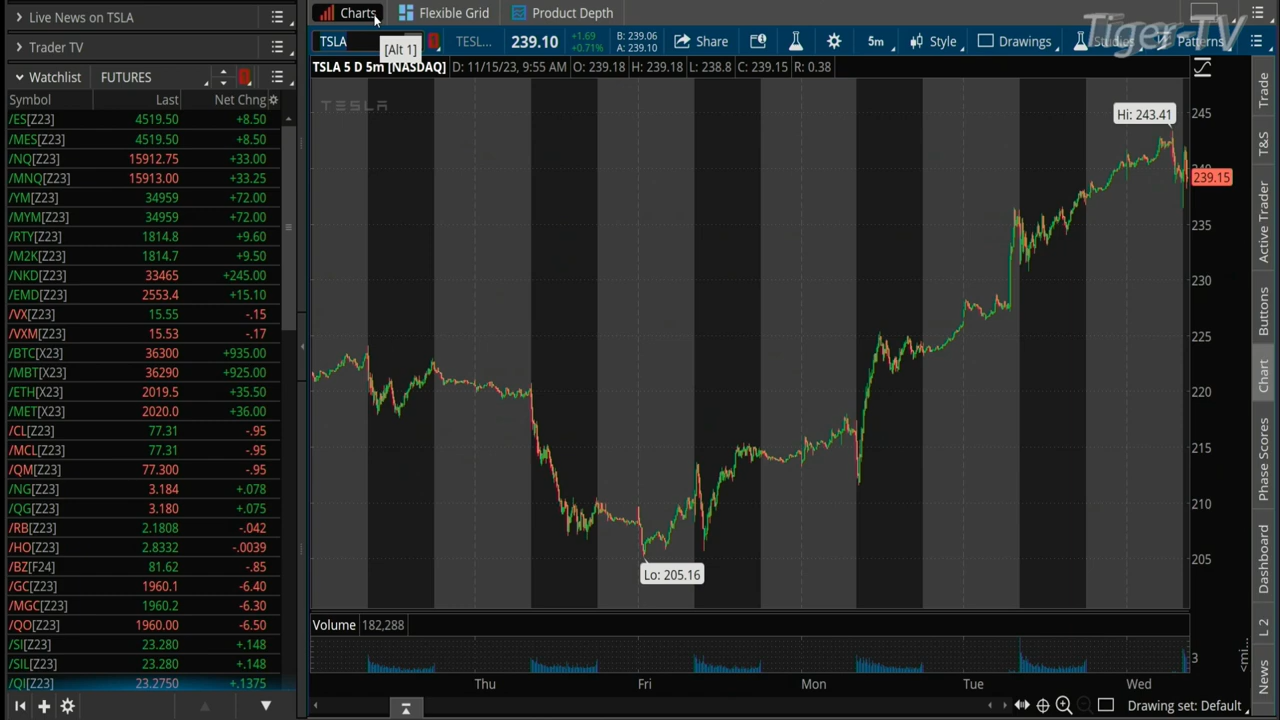 Live News on TSLA
Trader TV
Watchlist FUTURES
Symbol Last Net Chng
/ES[Z23] 4519.50 +8.50
/MES[Z23] 4519.50 +8.50
/NQ[Z23] 15912.75 +33.00
/MNQ[Z23] 15913.00 +33.25
/YM[Z23] 34959 +72.00
/MYM[Z23] 34959 +72.00
/RTY[Z23] 1814.8 +9.60
/M2K[Z23] 1814.7 +9.50
/NKD[Z23] 33465 +245.00
/EMD[Z23] 2553.4 +15.10
/VX[Z23] 15.55 -.15
/VXM[Z23] 15.53 -.17
/BTC[X23] 36300 +935.00
/MBT[X23] 36290 +925.00
/ETH[X23] 2019.5 +35.50
/MET[X23] 2020.0 +36.00
/CL[Z23] 77.31 -.95
/MCL[Z23] 77.31 -.95
/QM[Z23] 77.300 -.95
/NG[Z23] 3.184 +.078
/QG[Z23] 3.180 +.075
/RB[Z23] 2.1808 -.042
/HO[Z23] 2.8332 -.0039
/BZ[F24] 81.62 -.85
/GC[Z23] 1960.1 -6.40
/MGC[Z23] 1960.2 -6.30
/QO[Z23] 1960.00 -6.50
/SI[Z23] 23.280 +.148
/SIL[Z23] 23.280 +.148
/QI[Z23] 23.2750 +.1375
Charts Flexible Grid Product Depth
Tiger TV
TSLA [Alt 1] TESL... 239.10 +1.69 +0.71% B: 239.06 A: 239.10 Share 5m Style Drawings Studies Patterns
TSLA 5 D 5m [NASDAQ] D: 11/15/23, 9:55 AM O: 239.18 H: 239.18 L: 238.8 C: 239.15 R: 0.38
TESLA
Hi: 243.41
245
240
239.15
235
230
225
220
215
210
205
Lo: 205.16
Volume 182,288
3
<mi...
Thu Fri Mon Tue Wed
Drawing set: Default
Trade
T&S
Active Trader
Buttons
Chart
Phase Scores
Dashboard
L 2
News